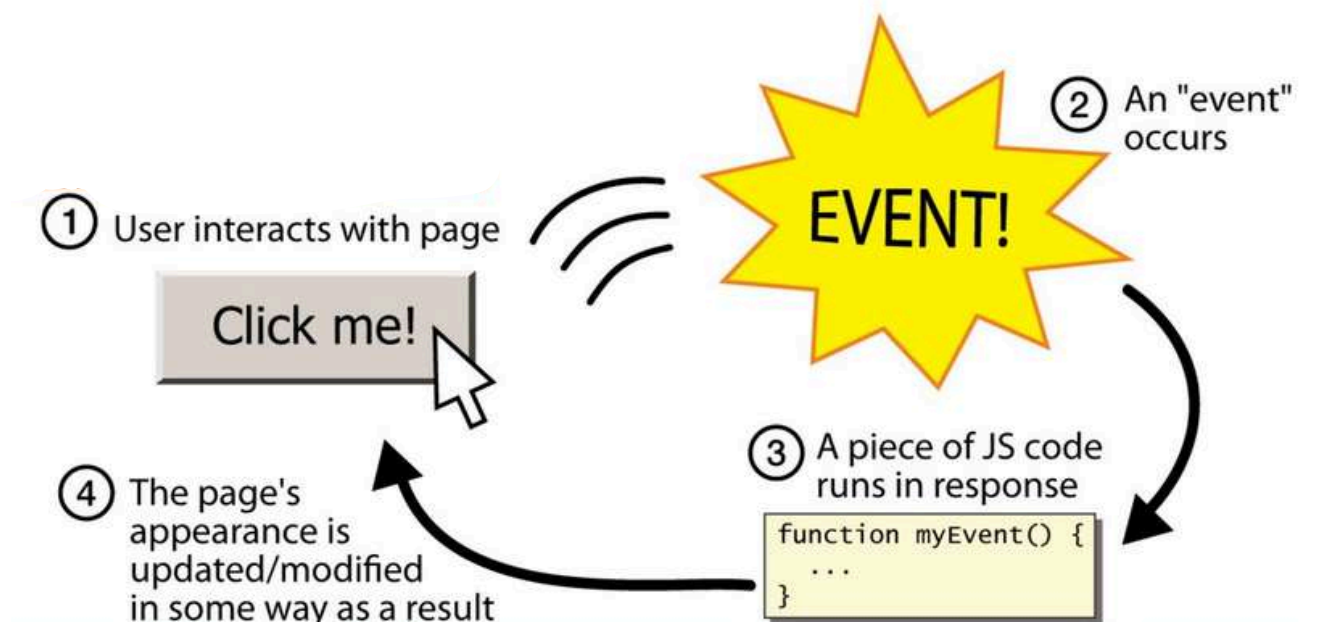 1 User interacts with page
Click me!
EVENT!
2 An "event"
occurs
3 A piece of JS code
runs in response
function myEvent() {
...
}
4 The page's
appearance is
updated/modified
in some way as a result